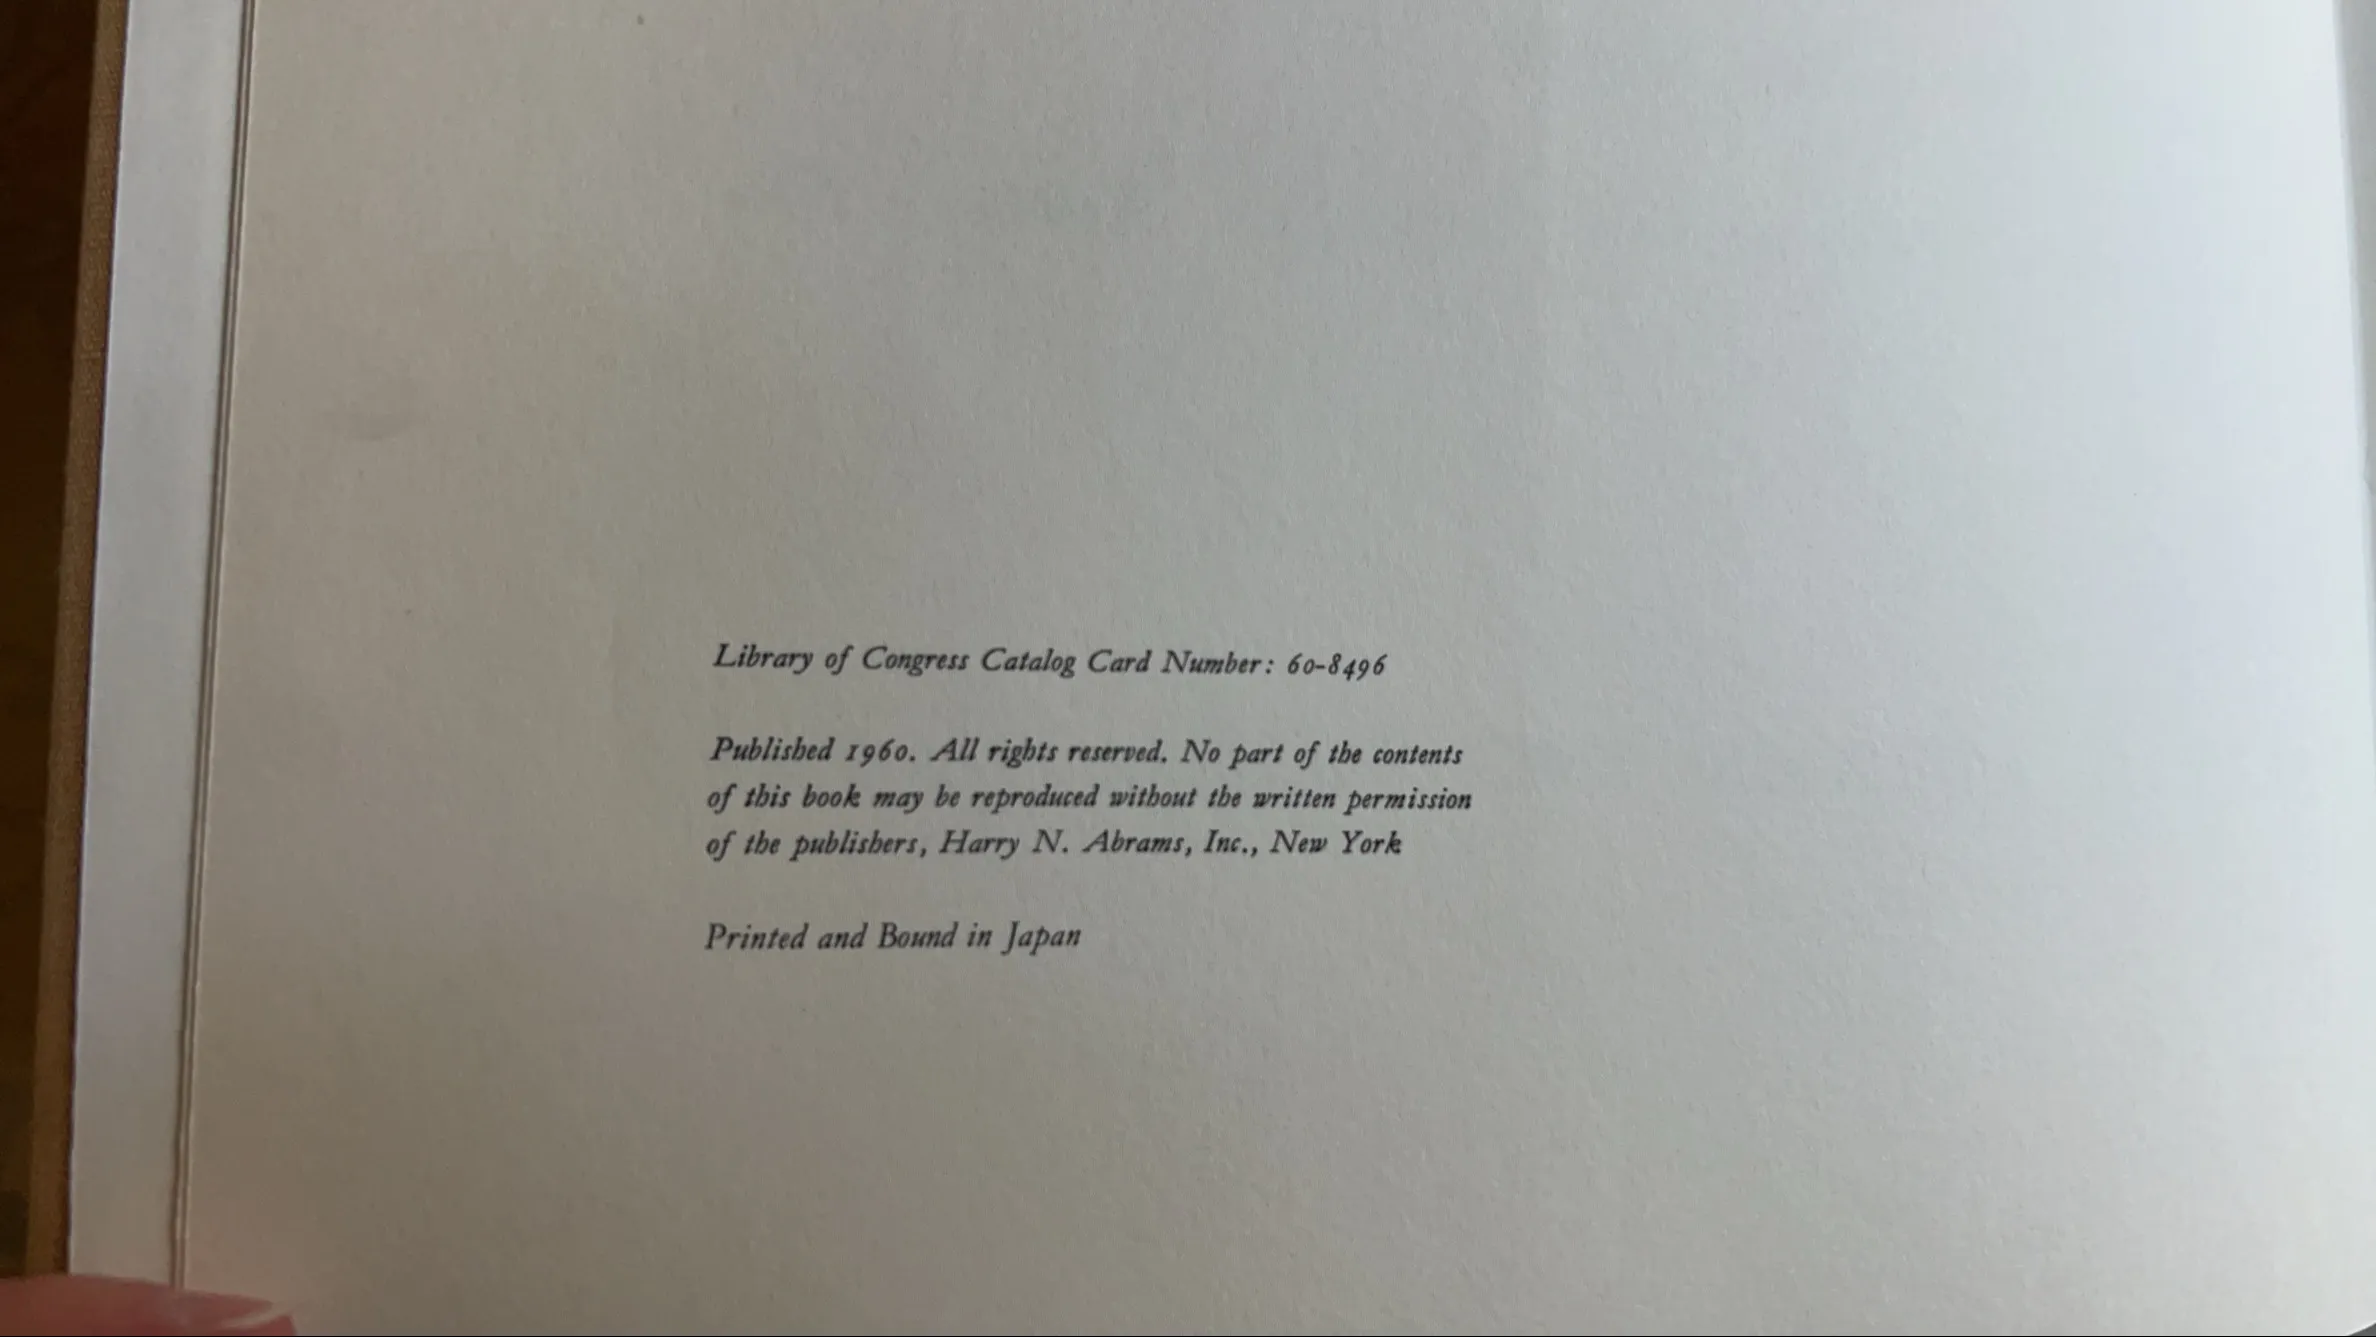 Library of Congress Catalog Card Number: 60-8496
Published 1960. All rights reserved. No part of the contents
of this book may be reproduced without the written permission
of the publishers, Harry N. Abrams, Inc., New York
Printed and Bound in Japan